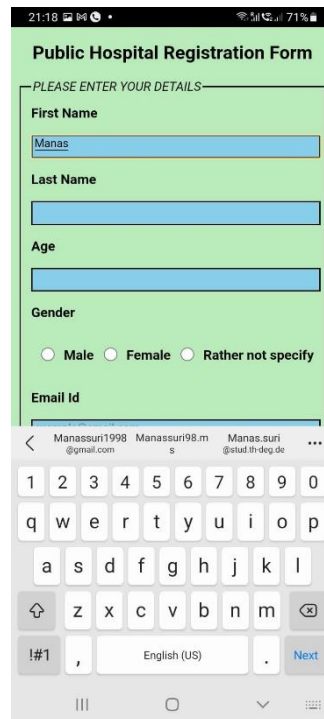 21:18 71%
Public Hospital Registration Form
PLEASE ENTER YOUR DETAILS
First Name
Manas
Last Name
Age
Gender
Male Female Rather not specify
Email Id
Manassuri1998 Manassuri98.m Manas.suri
@gmail.com s @stud.th-deg.de
1 2 3 4 5 6 7 8 9 0
q w e r t y u i o p
a s d f g h j k l
z x c v b n m
!#1 , English (US) . Next